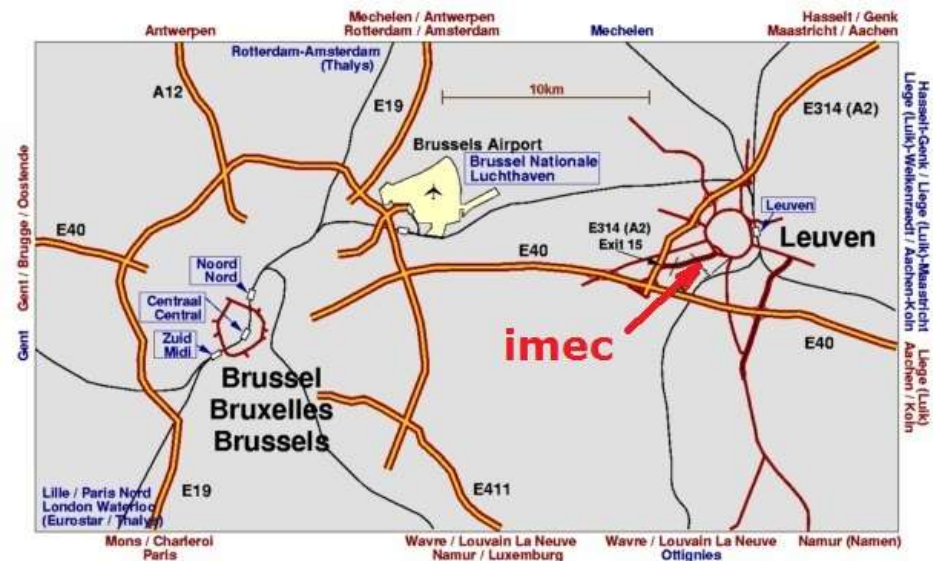 Antwerpen
Mechelen / Antwerpen
Rotterdam / Amsterdam
Mechelen
Hasselt / Genk
Maastricht / Aachen
Rotterdam-Amsterdam
(Thalys)
A12
E19
10km
E314 (A2)
Brussels Airport
Brussel Nationale
Luchthaven
Gent / Brugge / Oostende
Gent
E40
Noord
Nord
Centraal
Central
Zuid
Midi
E40
E314 (A2)
Exit 15
Leuven
Leuven
imec
E40
Brussel
Bruxelles
Brussels
Hasselt-Genk / Liege (Luik)-Maastricht
Liege (Luik)-Welkenraedt / Aachen-Koln
Liege (Luik)
Aachen / Koln
Lille / Paris Nord
London Waterloo
(Eurostar / Thalys)
E19
E411
Mons / Charleroi
Paris
Wavre / Louvain La Neuve
Namur / Luxemburg
Wavre / Louvain La Neuve
Ottignies
Namur (Namen)